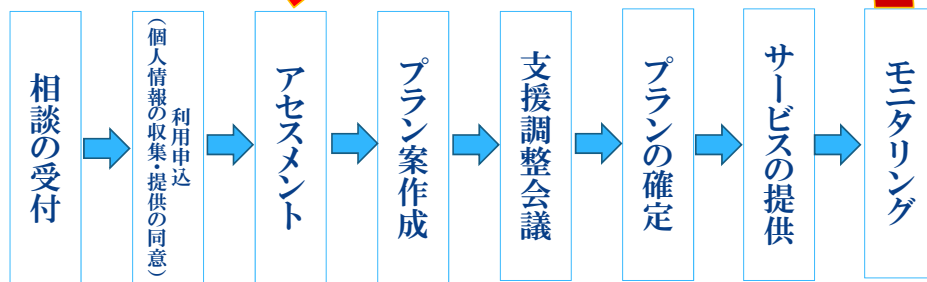 相談の受付
利用申込
（個人情報の収集・提供の同意）
アセスメント
プラン案作成
支援調整会議
プランの確定
サービスの提供
モニタリング